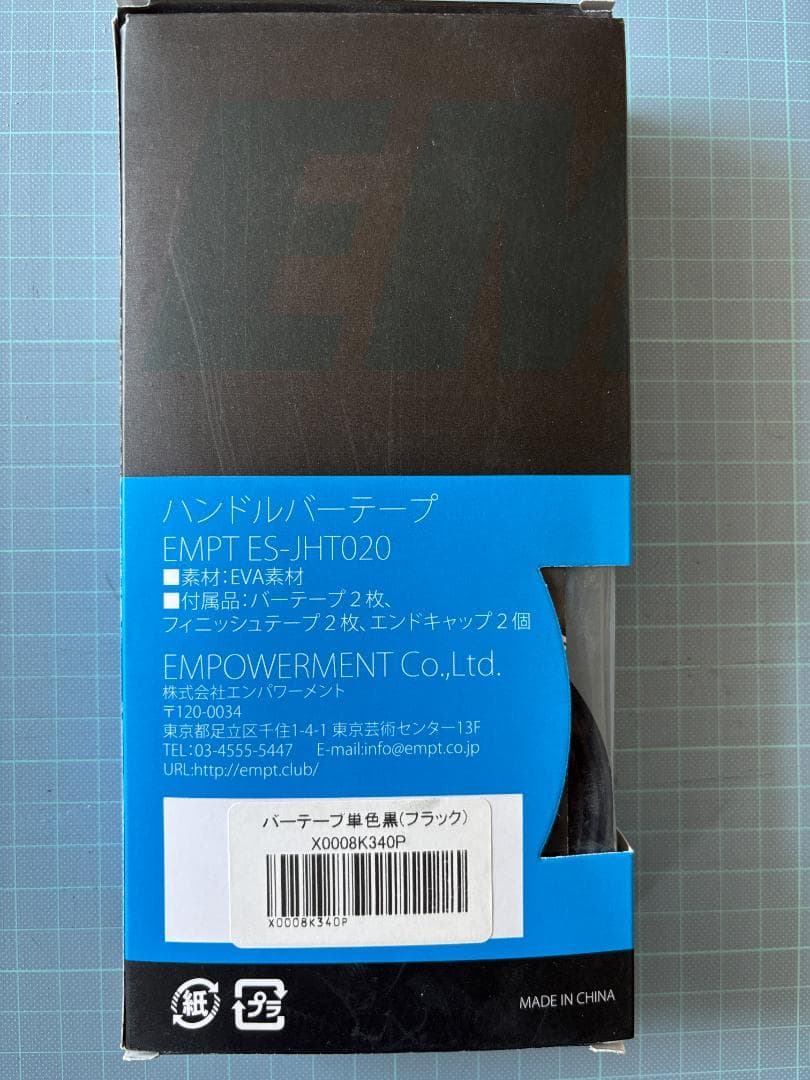 EM
ハンドルバーテープ
EMPT ES-JHT020
■素材：EVA素材
■付属品：バーテープ２枚、
フィニッシュテープ２枚、エンドキャップ２個
EMPOWERMENT Co.,Ltd.
株式会社エンパワーメント
〒120-0034
東京都足立区千住1-4-1 東京芸術センター13F
TEL：03-4555-5447 E-mail:info@empt.co.jp
URL:http://empt.club/
バーテープ単色黒(ブラック)
X0008K340P
X0008K340P
紙 プラ
MADE IN CHINA